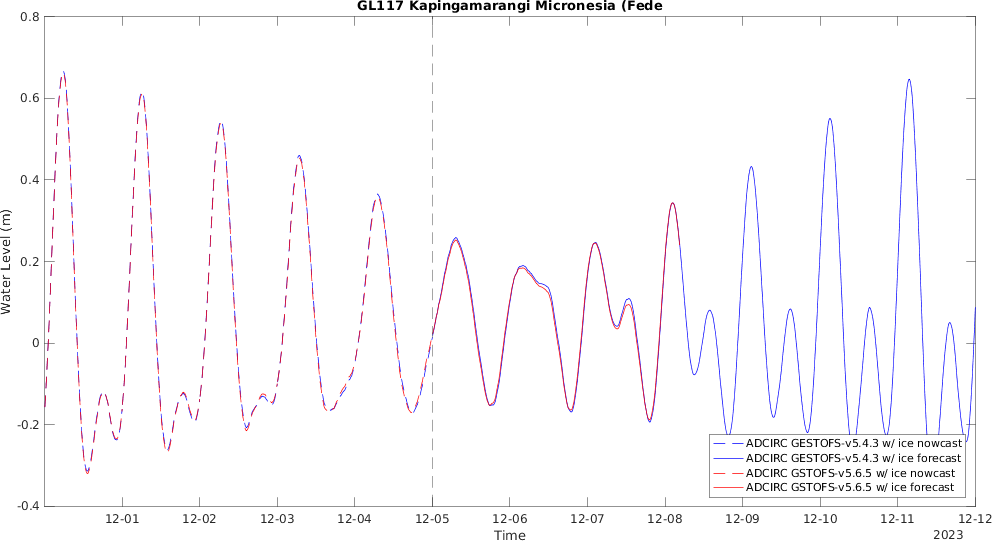 GL117 Kapingamarangi Micronesia (Fede
0.8
0.6
0.4
0.2
0
-0.2
-0.4
Water Level (m)
12-01 12-02 12-03 12-04 12-05 12-06 12-07 12-08 12-09 12-10 12-11 12-12
Time
2023
ADCIRC GESTOFS-v5.4.3 w/ ice nowcast
ADCIRC GESTOFS-v5.4.3 w/ ice forecast
ADCIRC GSTOFS-v5.6.5 w/ ice nowcast
ADCIRC GSTOFS-v5.6.5 w/ ice forecast